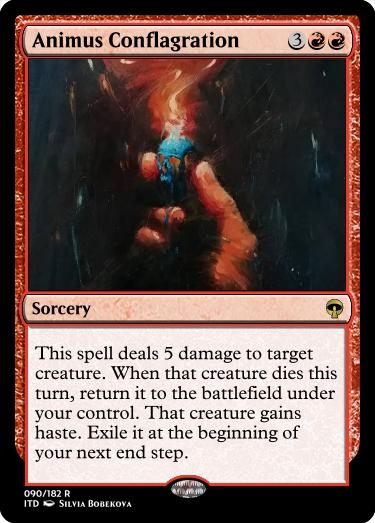 Animus Conflagration 3
Sorcery
This spell deals 5 damage to target
creature. When that creature dies this
turn, return it to the battlefield under
your control. That creature gains
haste. Exile it at the beginning of
your next end step.
090/182 R
ITD SILVIA BOBEKOVA